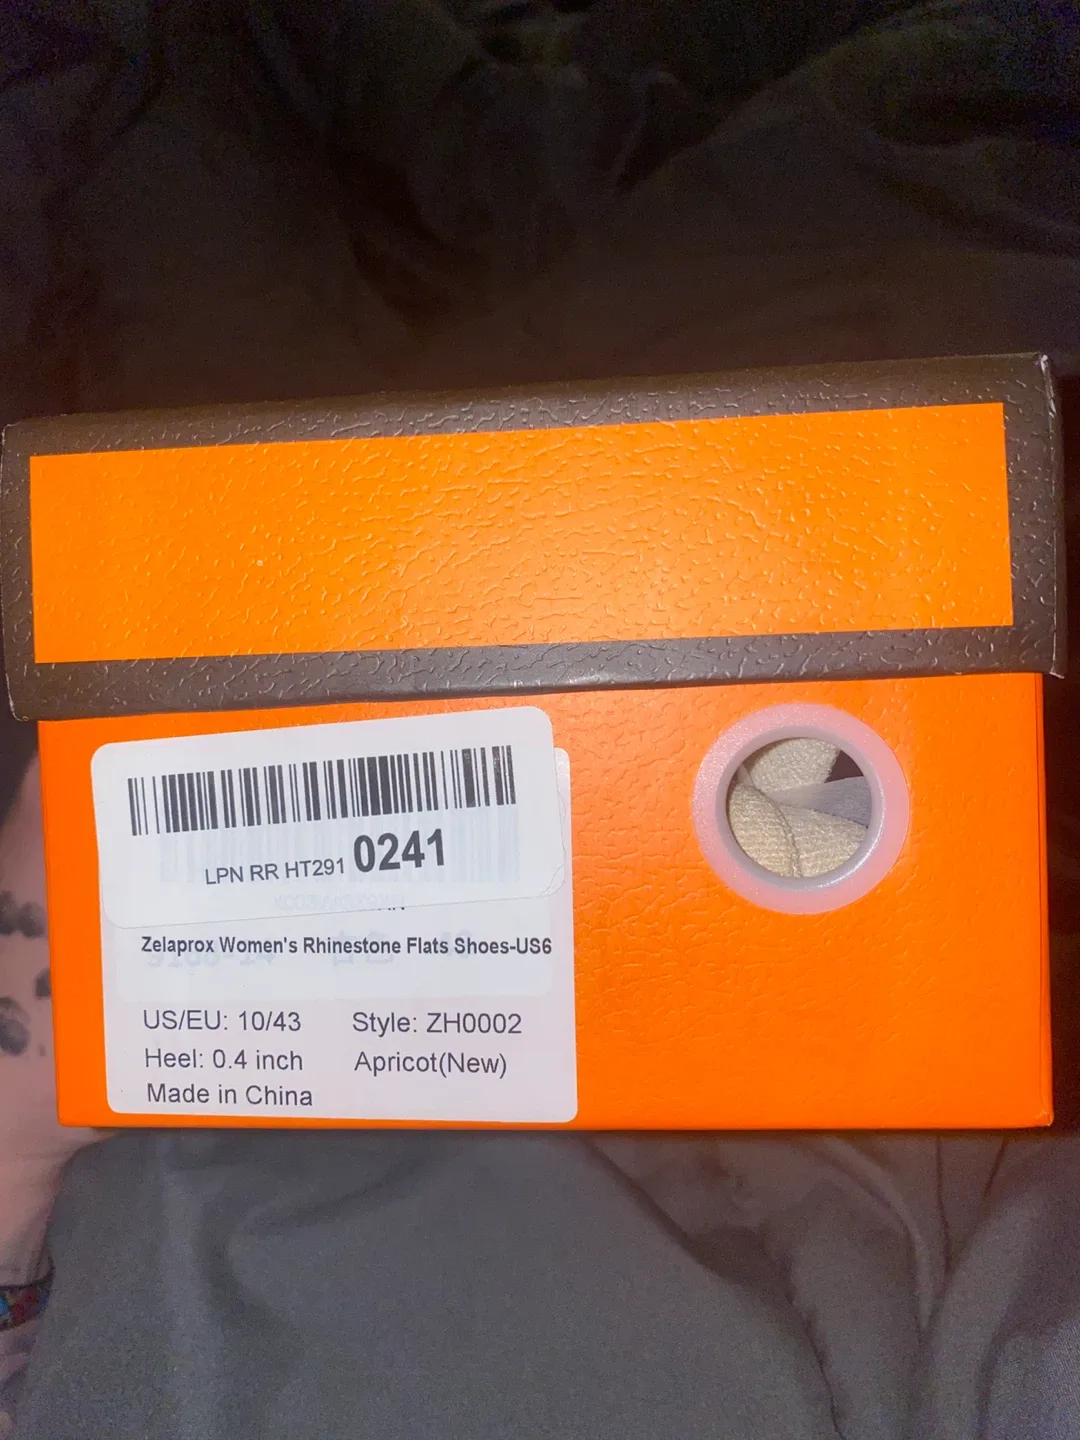 LPN RR HT291 0241
Zelaprox Women's Rhinestone Flats Shoes-US6
US/EU: 10/43 Style: ZH0002
Heel: 0.4 inch Apricot(New)
Made in China